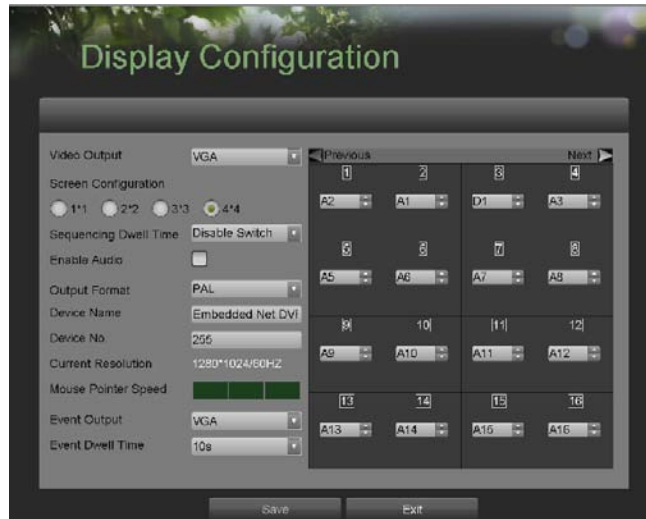 Display Configuration
Video Output VGA
Screen Configuration
1*1 2*2 3*3 4*4
Sequencing Dwell Time Disable Switch
Enable Audio
Output Format PAL
Device Name Embedded Net DVR
Device No. 255
Current Resolution 1280*1024/60HZ
Mouse Pointer Speed
Event Output VGA
Event Dwell Time 10s
Previous Next
1 2 3 4
A2 A1 D1 A3
5 6 7 8
A5 A6 A7 A8
9 10 11 12
A9 A10 A11 A12
13 14 15 16
A13 A14 A15 A16
Save Exit